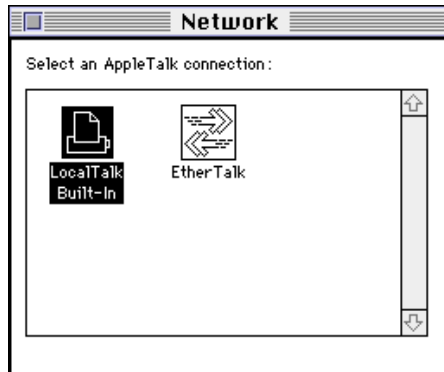 Network
Select an AppleTalk connection:
LocalTalk
Built-In
EtherTalk